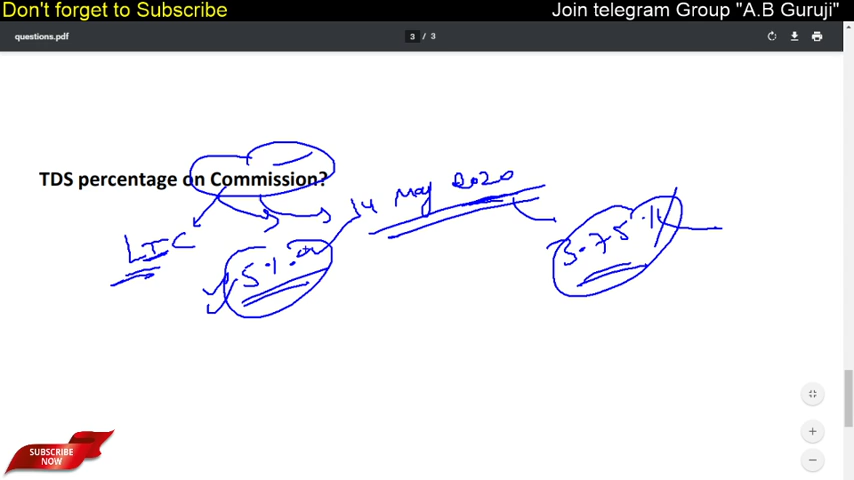 Don't forget to Subscribe
Join telegram Group "A.B Guruji"
questions.pdf
3 / 3
TDS percentage on Commission?
14 May 2020
LIC
5%
3.75%
SUBSCRIBE
NOW